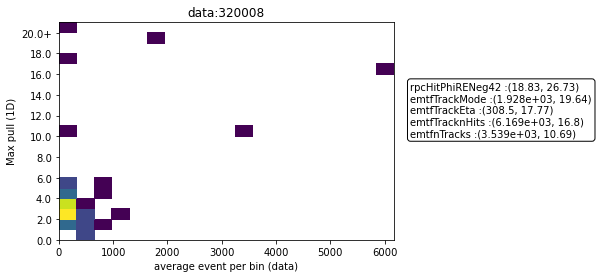 data:320008
20.0+
18.0
16.0
14.0
12.0
10.0
8.0
6.0
4.0
2.0
0.0
Max pull (1D)
0 1000 2000 3000 4000 5000 6000
average event per bin (data)
rpcHitPhiRENeg42 :(18.83, 26.73)
emtfTrackMode :(1.928e+03, 19.64)
emtfTrackEta :(308.5, 17.77)
emtfTracknHits :(6.169e+03, 16.8)
emtfnTracks :(3.539e+03, 10.69)